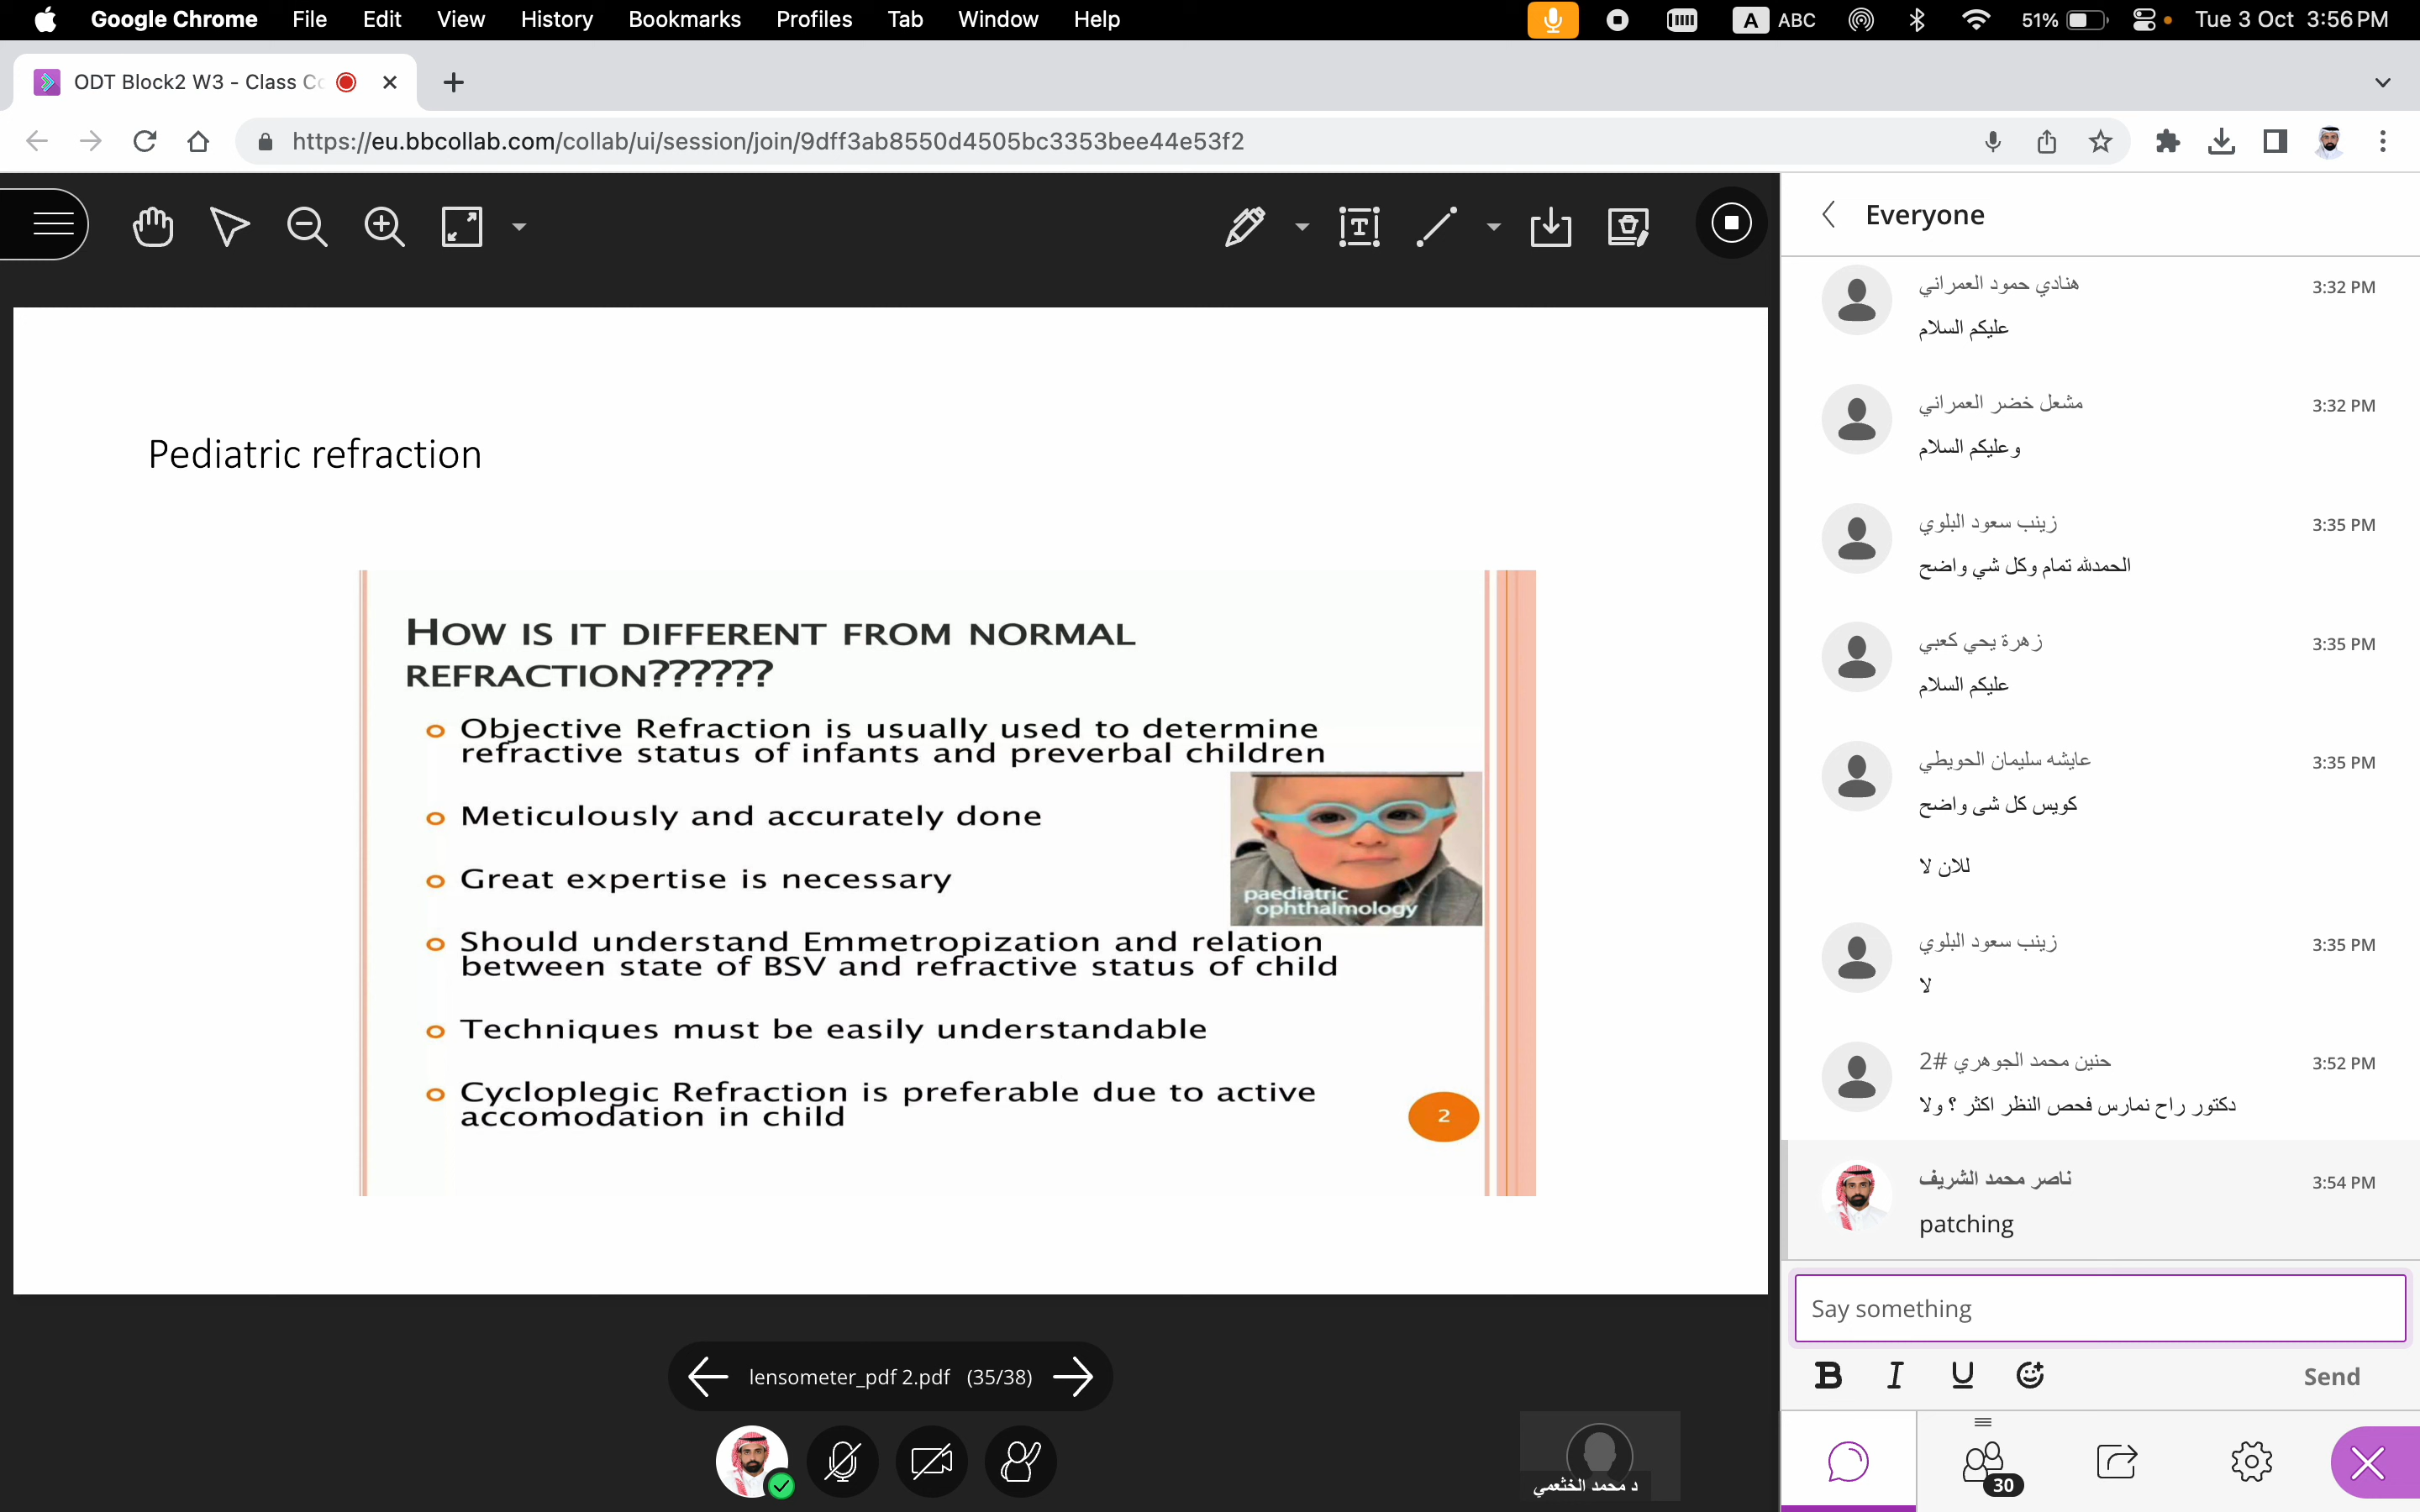 Google Chrome File Edit View History Bookmarks Profiles Tab Window Help A ABC 51% Tue 3 Oct 3:56 PM
ODT Block2 W3 - Class Co
https://eu.bbcollab.com/collab/ui/session/join/9dff3ab8550d4505bc3353bee44e53f2
Pediatric refraction
HOW IS IT DIFFERENT FROM NORMAL
REFRACTION??????
Objective Refraction is usually used to determine
refractive status of infants and preverbal children
Meticulously and accurately done
Great expertise is necessary
paediatric
ophthalmology
Should understand Emmetropization and relation
between state of BSV and refractive status of child
Techniques must be easily understandable
Cycloplegic Refraction is preferable due to active
accomodation in child
2
lensometer_pdf 2.pdf (35/38)
د محمد الخثعمي
Everyone
هنادي حمود العمراني 3:32 PM
عليكم السلام
مشعل خضر العمراني 3:32 PM
وعليكم السلام
زينب سعود البلوي 3:35 PM
الحمدلله تمام وكل شي واضح
زهرة يحي كعبي 3:35 PM
عليكم السلام
عايشه سليمان الحويطي 3:35 PM
كويس كل شى واضح
للان لا
زينب سعود البلوي 3:35 PM
لا
حنين محمد الجوهري #2 3:52 PM
دكتور راح نمارس فحص النظر اكثر ؟ ولا
ناصر محمد الشريف 3:54 PM
patching
Say something
B I U Send
30